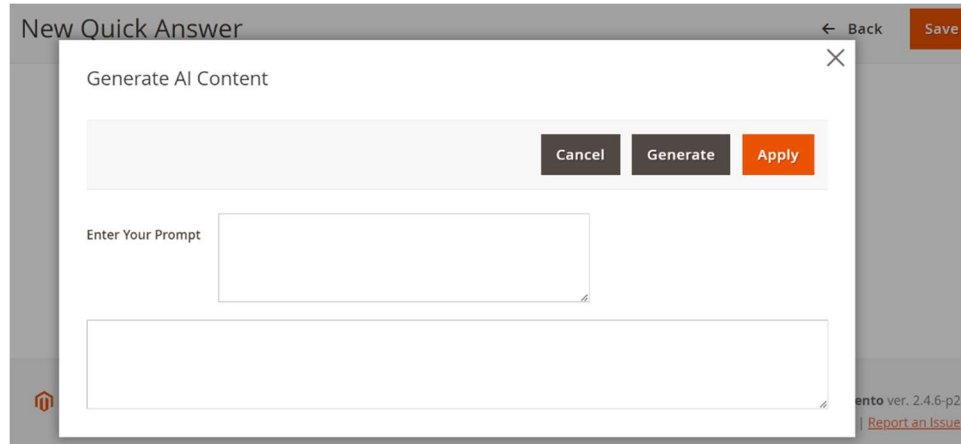 New Quick Answer
← Back
Save
Generate AI Content
Cancel
Generate
Apply
Enter Your Prompt
ento ver. 2.4.6-p2
| Report an Issue